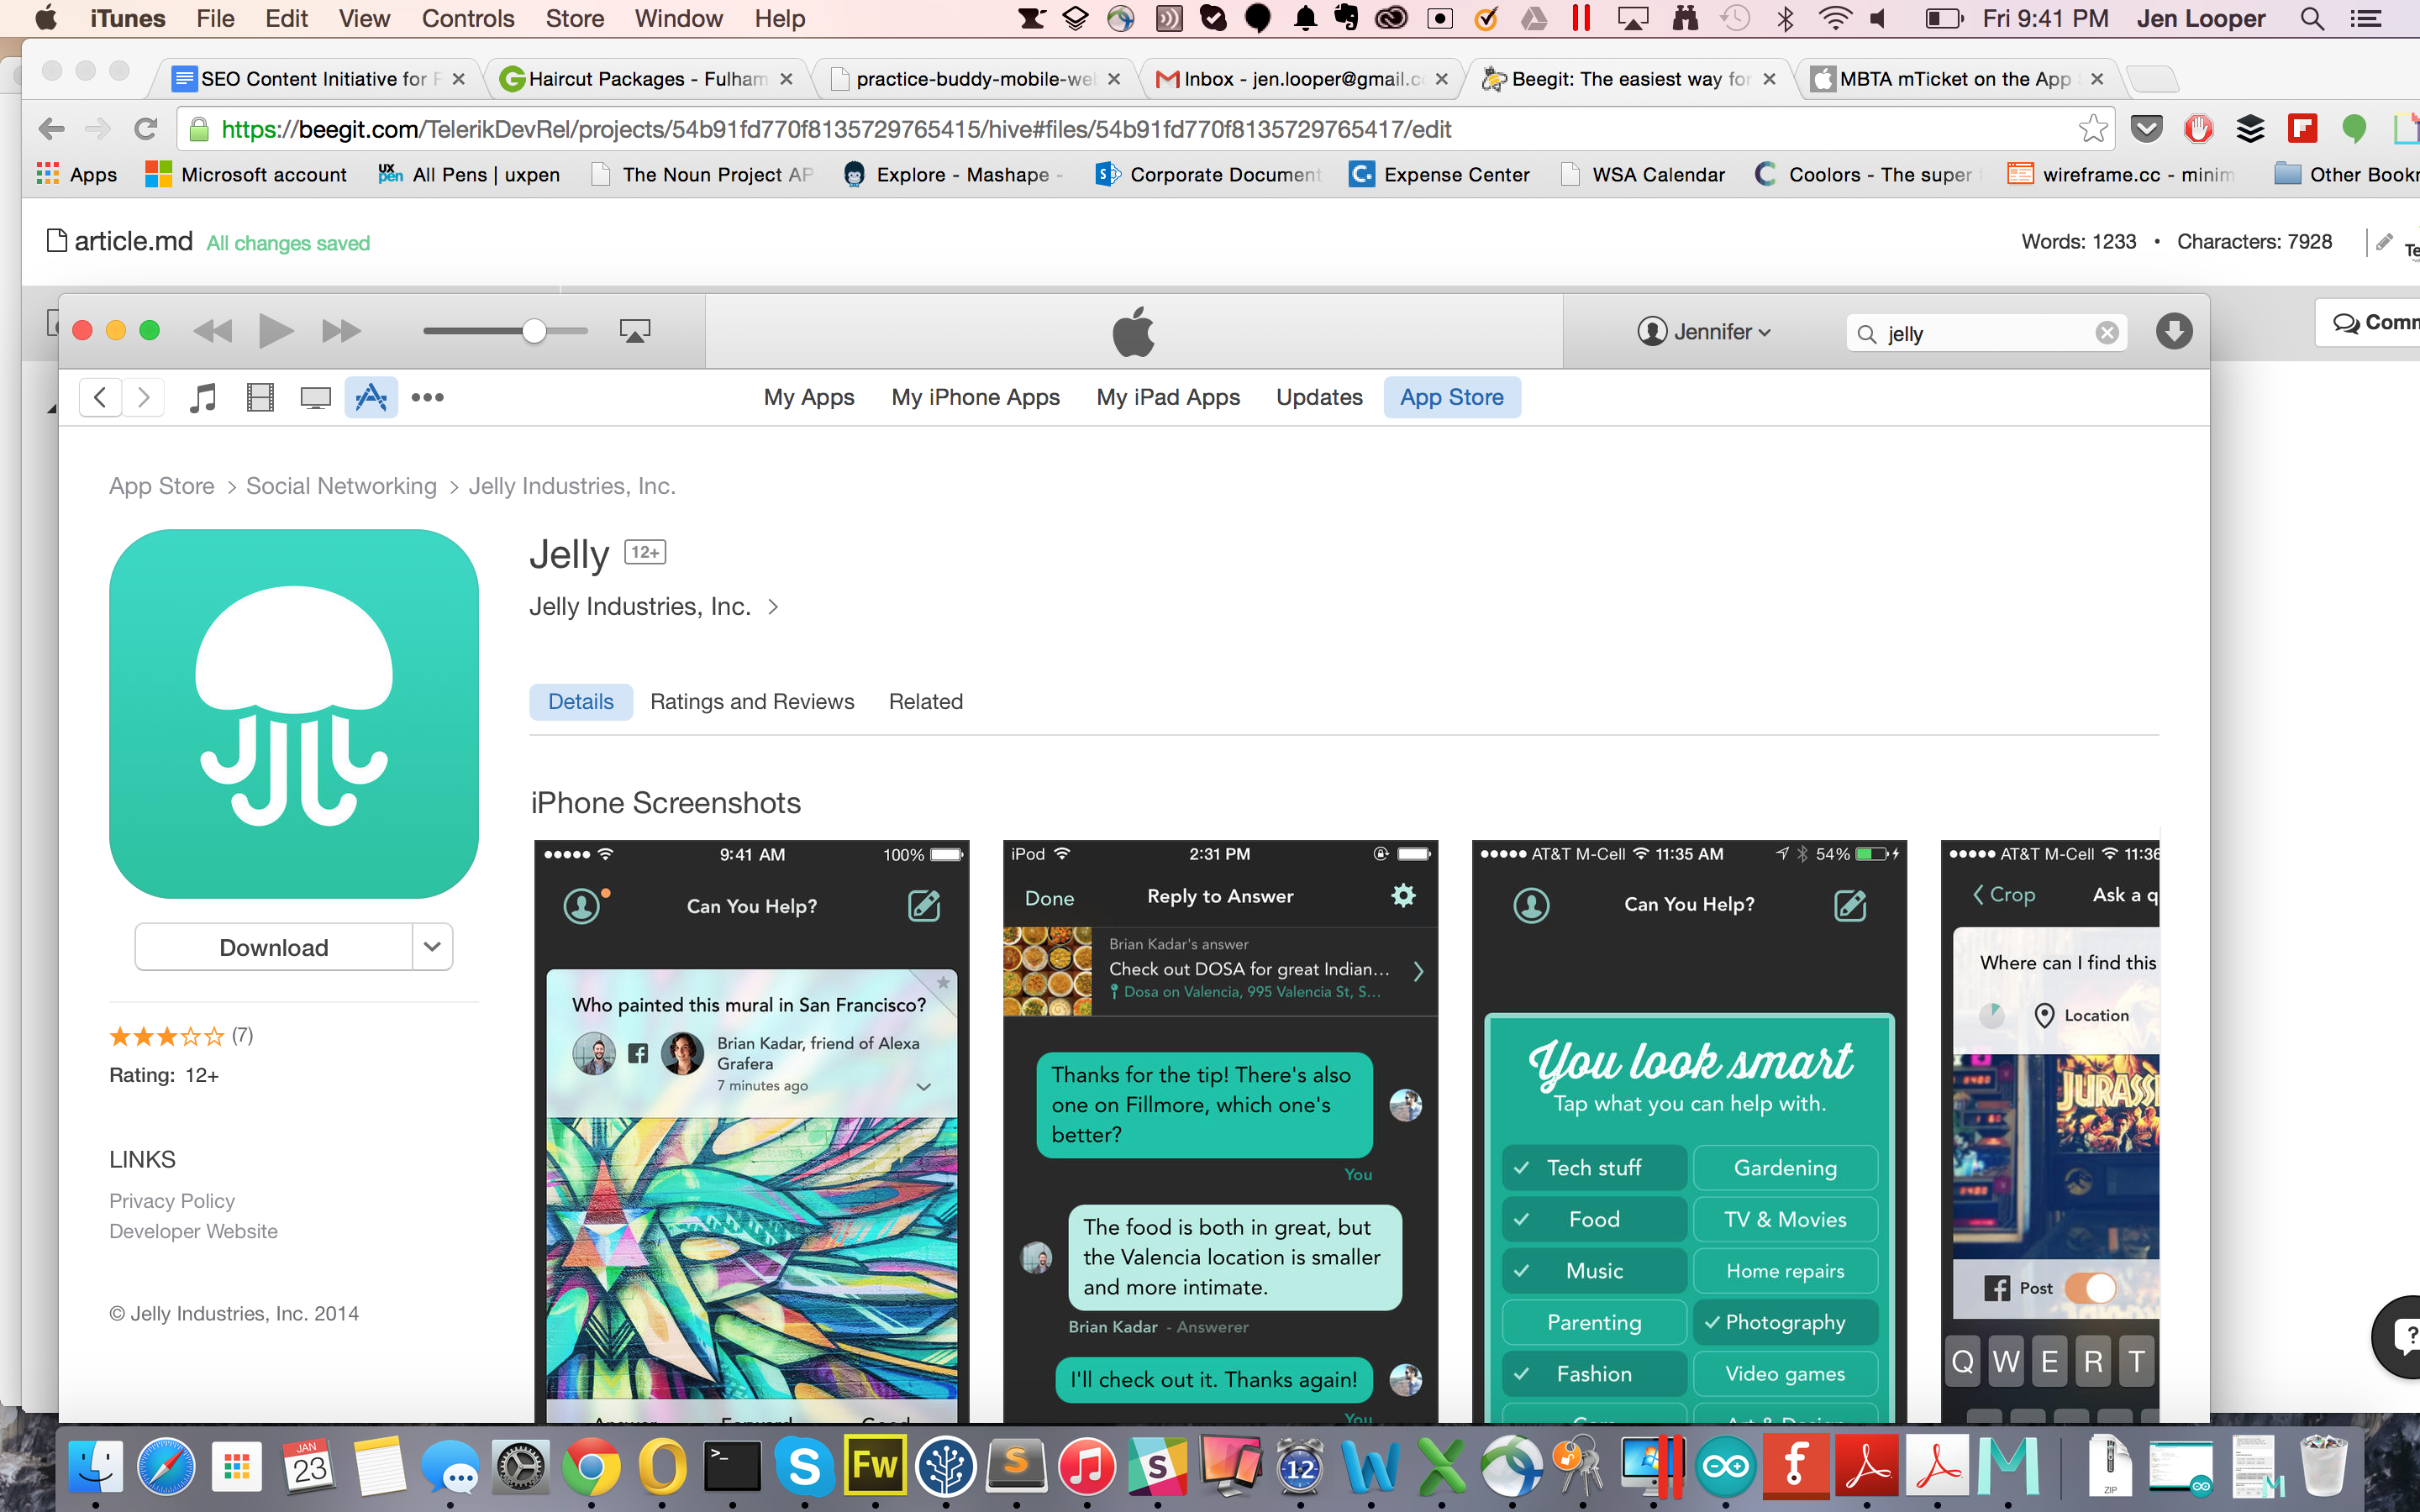 iTunes File Edit View Controls Store Window Help Fri 9:41 PM Jen Looper
SEO Content Initiative for F Haircut Packages - Fulham practice-buddy-mobile-we Inbox - jen.looper@gmail.c Beegit: The easiest way for MBTA mTicket on the App
https://beegit.com/TelerikDevRel/projects/54b91fd770f8135729765415/hive#files/54b91fd770f8135729765417/edit
Apps Microsoft account All Pens | uxpen The Noun Project AP Explore - Mashape - Corporate Document Expense Center WSA Calendar Coolors - The super wireframe.cc - minim Other Book
article.md All changes saved Words: 1233 • Characters: 7928
Jennifer jelly Comm
My Apps My iPhone Apps My iPad Apps Updates App Store
App Store > Social Networking > Jelly Industries, Inc.
Jelly 12+
Jelly Industries, Inc. >
Details Ratings and Reviews Related
iPhone Screenshots
Download
(7)
Rating: 12+
LINKS
Privacy Policy
Developer Website
© Jelly Industries, Inc. 2014
9:41 AM 100%
Can You Help?
Who painted this mural in San Francisco?
Brian Kadar, friend of Alexa
Grafera
7 minutes ago
iPod 2:31 PM
Done Reply to Answer
Brian Kadar's answer
Check out DOSA for great Indian...
Dosa on Valencia, 995 Valencia St, S...
Thanks for the tip! There's also
one on Fillmore, which one's
better?
You
The food is both in great, but
the Valencia location is smaller
and more intimate.
Brian Kadar - Answerer
I'll check out it. Thanks again!
You
AT&T M-Cell 11:35 AM 54%
Can You Help?
You look smart
Tap what you can help with.
Tech stuff Gardening
Food TV & Movies
Music Home repairs
Parenting Photography
Fashion Video games
AT&T M-Cell 11:36
Crop Ask a q
Where can I find this
Location
JURASSI
Post
Q W E R T
JAN
23
Fw
S
12
ZIP